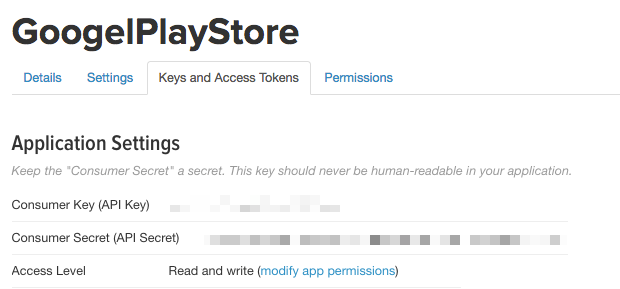 GoogelPlayStore
Details Settings Keys and Access Tokens Permissions
Application Settings
Keep the "Consumer Secret" a secret. This key should never be human-readable in your application.
Consumer Key (API Key)
Consumer Secret (API Secret)
Access Level Read and write (modify app permissions)